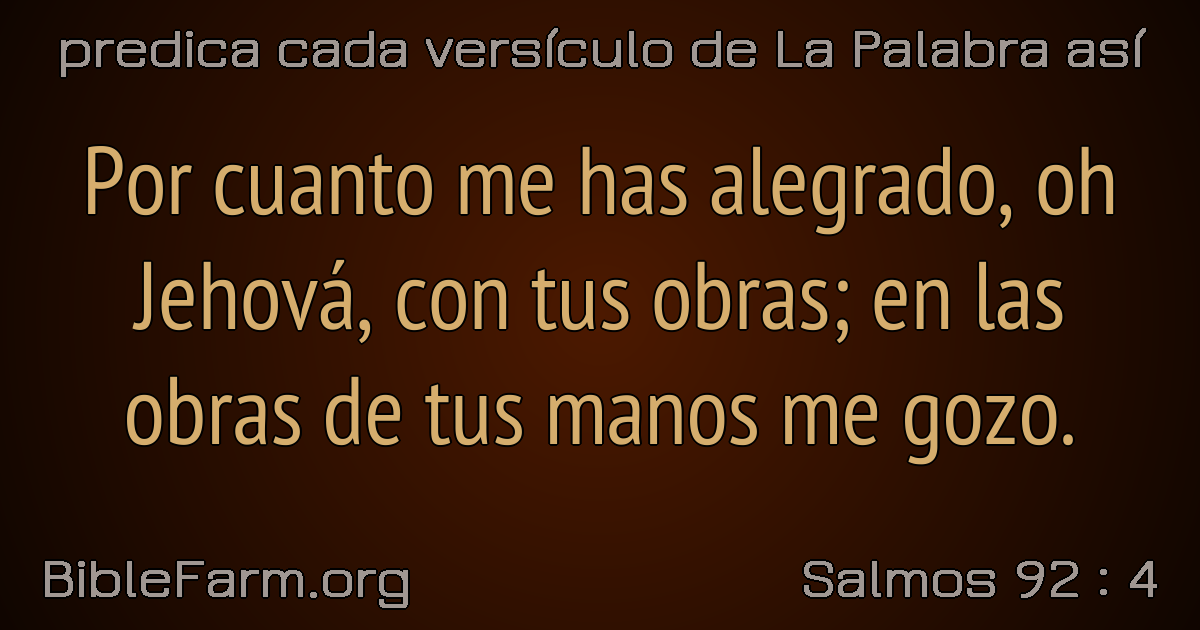 predica cada versículo de La Palabra así
Por cuanto me has alegrado, oh
Jehová, con tus obras; en las
obras de tus manos me gozo.
BibleFarm.org
Salmos 92 : 4